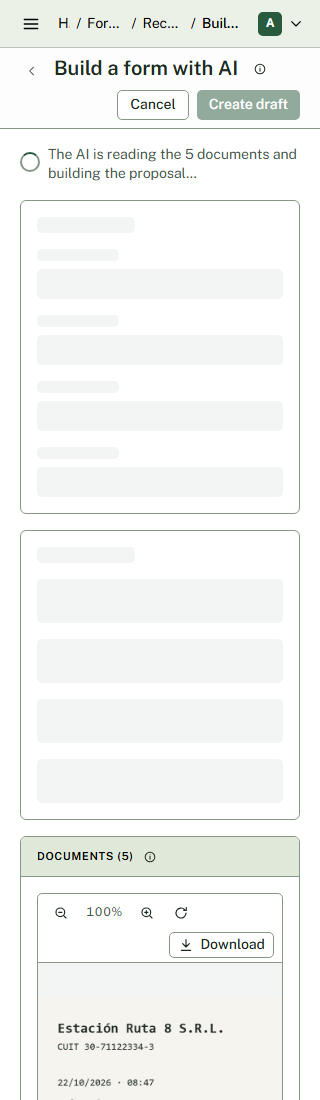 H / For... / Rec... / Buil... A
Build a form with AI
Cancel
Create draft
The AI is reading the 5 documents and
building the proposal...
DOCUMENTS (5)
100%
Download
Estación Ruta 8 S.R.L.
CUIT 30-71122334-3
22/10/2026 · 08:47